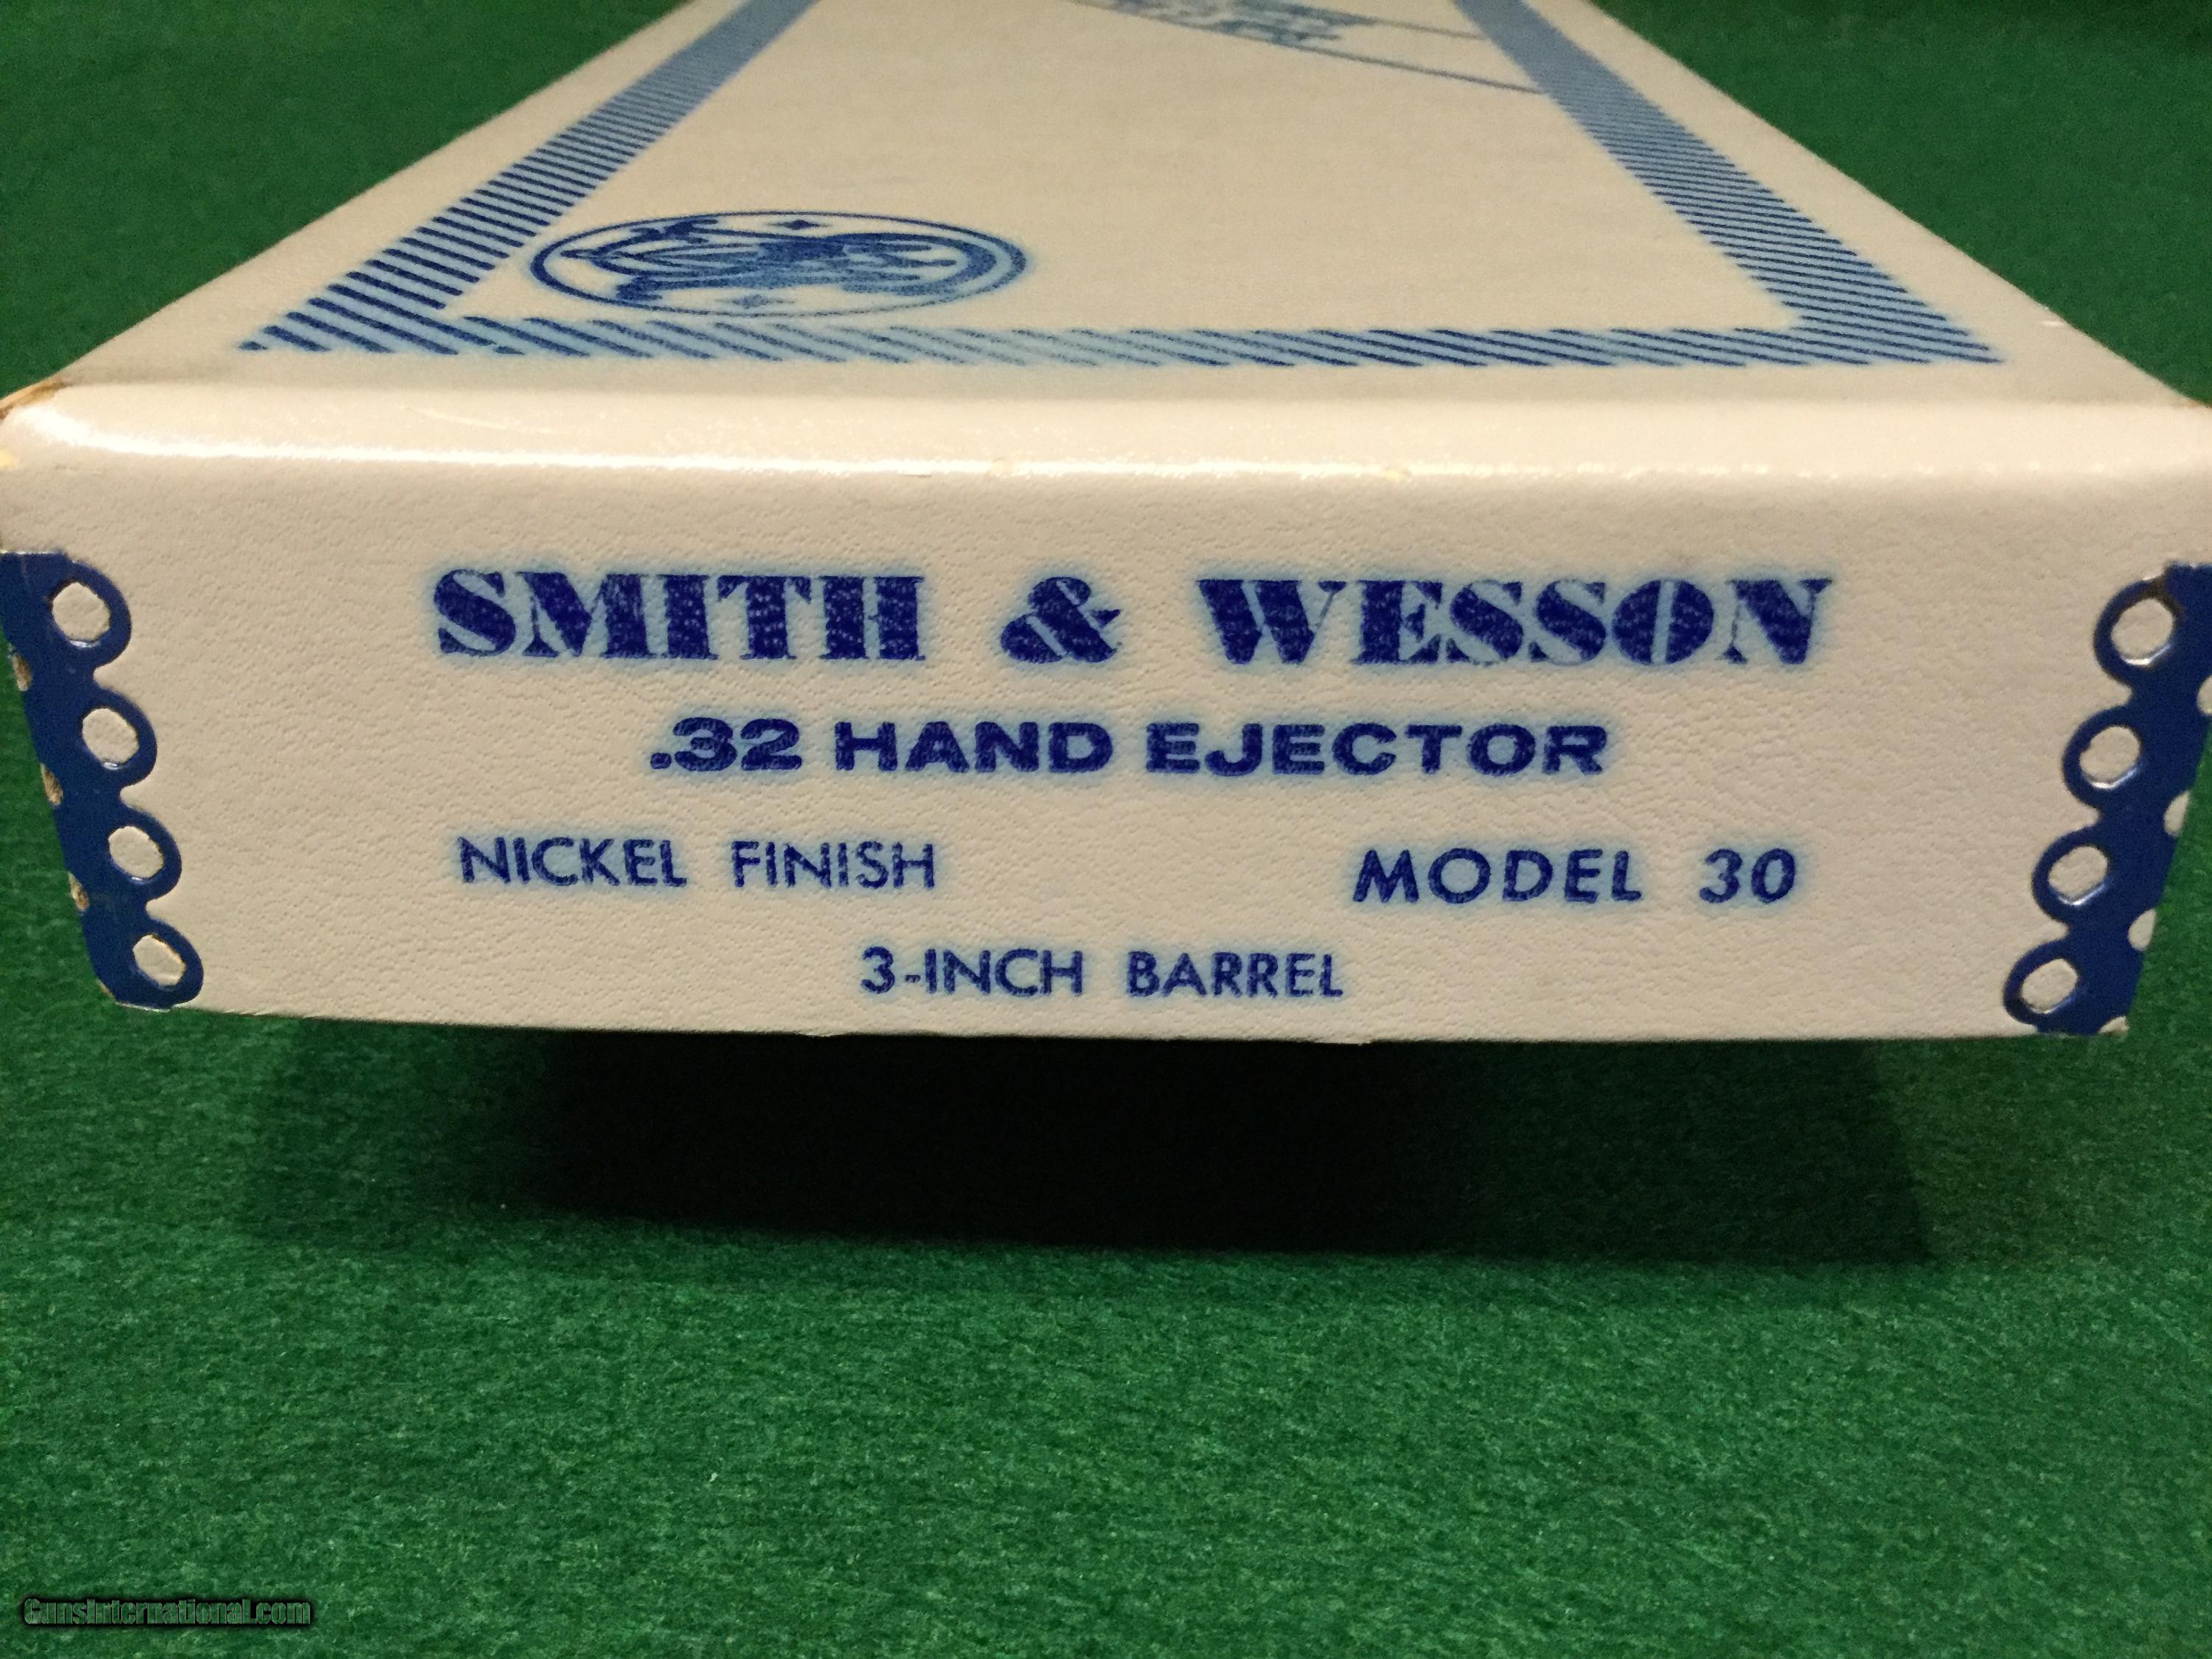 SMITH & WESSON
.32 HAND EJECTOR
NICKEL FINISH MODEL 30
3-INCH BARREL
GunsInternational.com